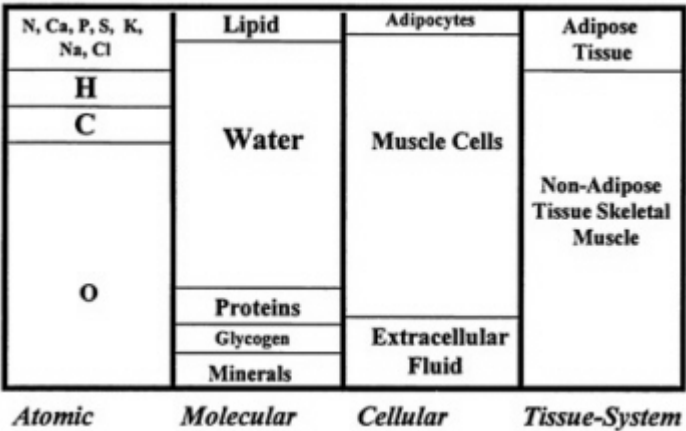 N, Ca, P, S, K,
Na, Cl
H
C
O
Lipid
Water
Proteins
Glycogen
Minerals
Adipocytes
Muscle Cells
Extracellular
Fluid
Adipose
Tissue
Non-Adipose
Tissue Skeletal
Muscle
Atomic
Molecular
Cellular
Tissue-System